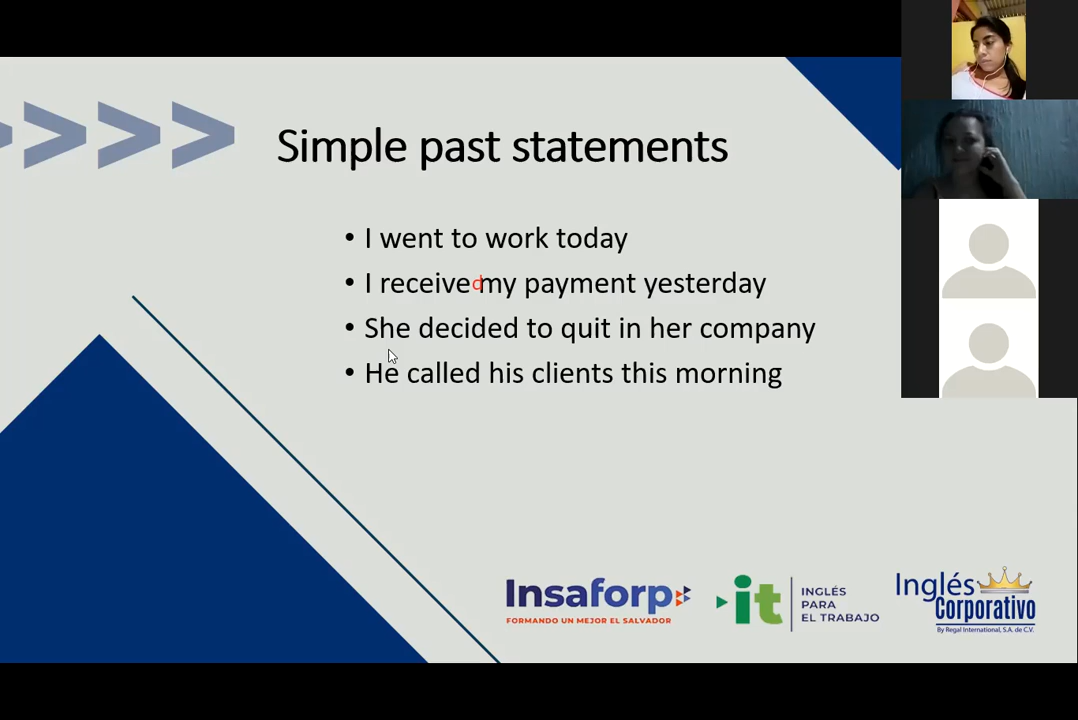 Simple past statements
• I went to work today
• I received my payment yesterday
• She decided to quit in her company
• He called his clients this morning
Insaforp
FORMANDO UN MEJOR EL SALVADOR
it
INGLÉS
PARA
EL TRABAJO
Inglés
Corporativo
By Regal International, S.A. de C.V.